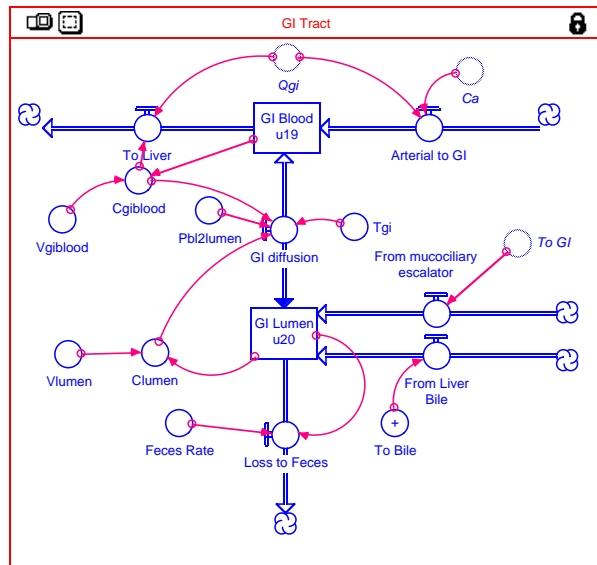 GI Tract
Qgi
Ca
GI Blood
u19
To Liver
Arterial to GI
Cgiblood
Vgiblood
Pbl2lumen
Tgi
GI diffusion
To GI
From mucociliary
escalator
GI Lumen
u20
Vlumen
Clumen
From Liver
Bile
+
Feces Rate
Loss to Feces
To Bile